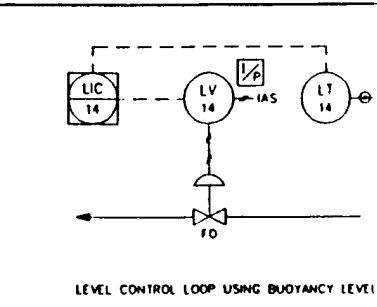 I/P
LIC
14
LV
14
IAS
LT
14
FO
LEVEL CONTROL LOOP USING BUOYANCY LEVEL